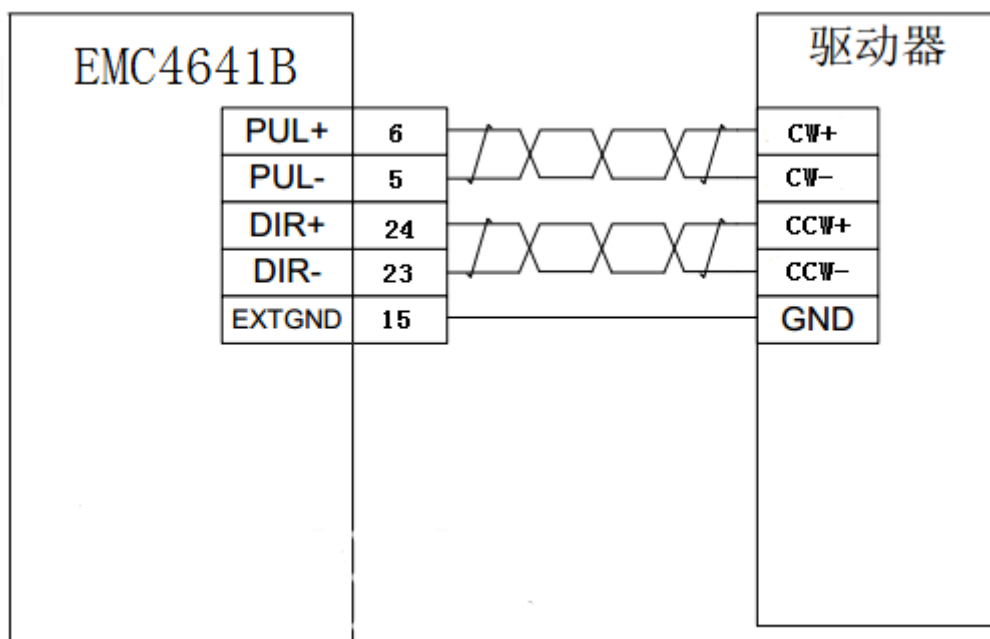 EMC4641B
驱动器
PUL+ 6 CW+
PUL- 5 CW-
DIR+ 24 CCW+
DIR- 23 CCW-
EXTGND 15 GND